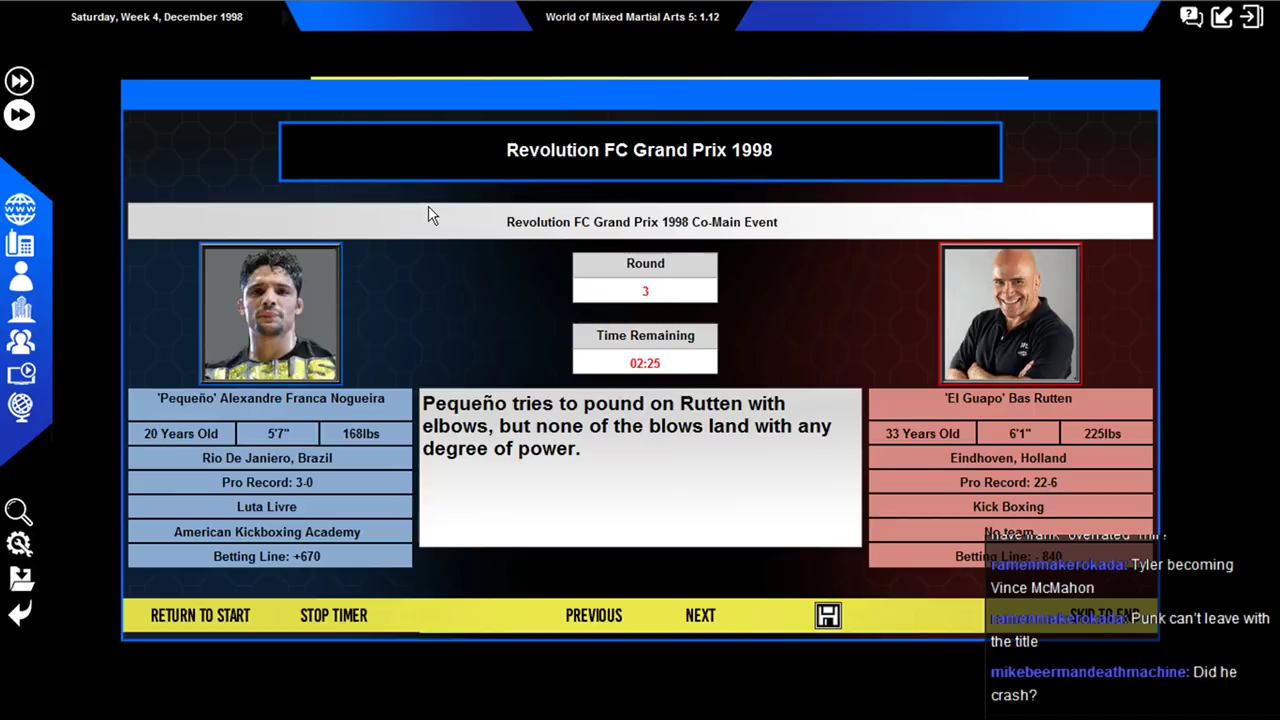 Saturday, Week 4, December 1998
World of Mixed Martial Arts 5: 1.12
Revolution FC Grand Prix 1998
Revolution FC Grand Prix 1998 Co-Main Event
Round
3
Time Remaining
02:25
'Pequeño' Alexandre Franca Nogueira
20 Years Old 5'7" 168lbs
Rio De Janiero, Brazil
Pro Record: 3-0
Luta Livre
American Kickboxing Academy
Betting Line: +670
Pequeño tries to pound on Rutten with
elbows, but none of the blows land with any
degree of power.
'El Guapo' Bas Rutten
33 Years Old 6'1" 225lbs
Eindhoven, Holland
Pro Record: 22-6
Kick Boxing
No team
Betting Line: - 840
RETURN TO START STOP TIMER PREVIOUS NEXT SKIP TO END
ramenmakerokada: Tyler becoming
Vince McMahon
ramenmakerokada: Punk can't leave with
the title
mikebeermandeathmachine: Did he
crash?